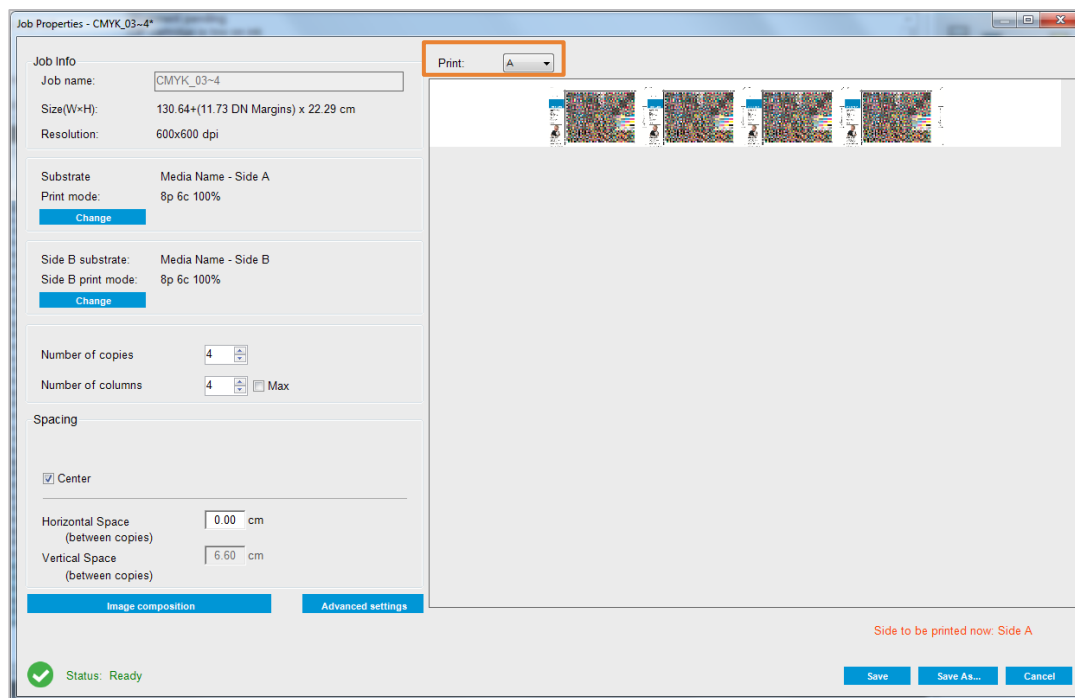 Job Properties - CMYK_03~4*
Job Info
Job name: CMYK_03~4
Size(W×H): 130.64+(11.73 DN Margins) x 22.29 cm
Resolution: 600x600 dpi
Substrate Media Name - Side A
Print mode: 8p 6c 100%
Change
Side B substrate: Media Name - Side B
Side B print mode: 8p 6c 100%
Change
Number of copies 4
Number of columns 4 Max
Spacing
Center
Horizontal Space 0.00 cm
(between copies)
Vertical Space 6.60 cm
(between copies)
Image composition Advanced settings
Print: A
Side to be printed now: Side A
Status: Ready
Save Save As... Cancel